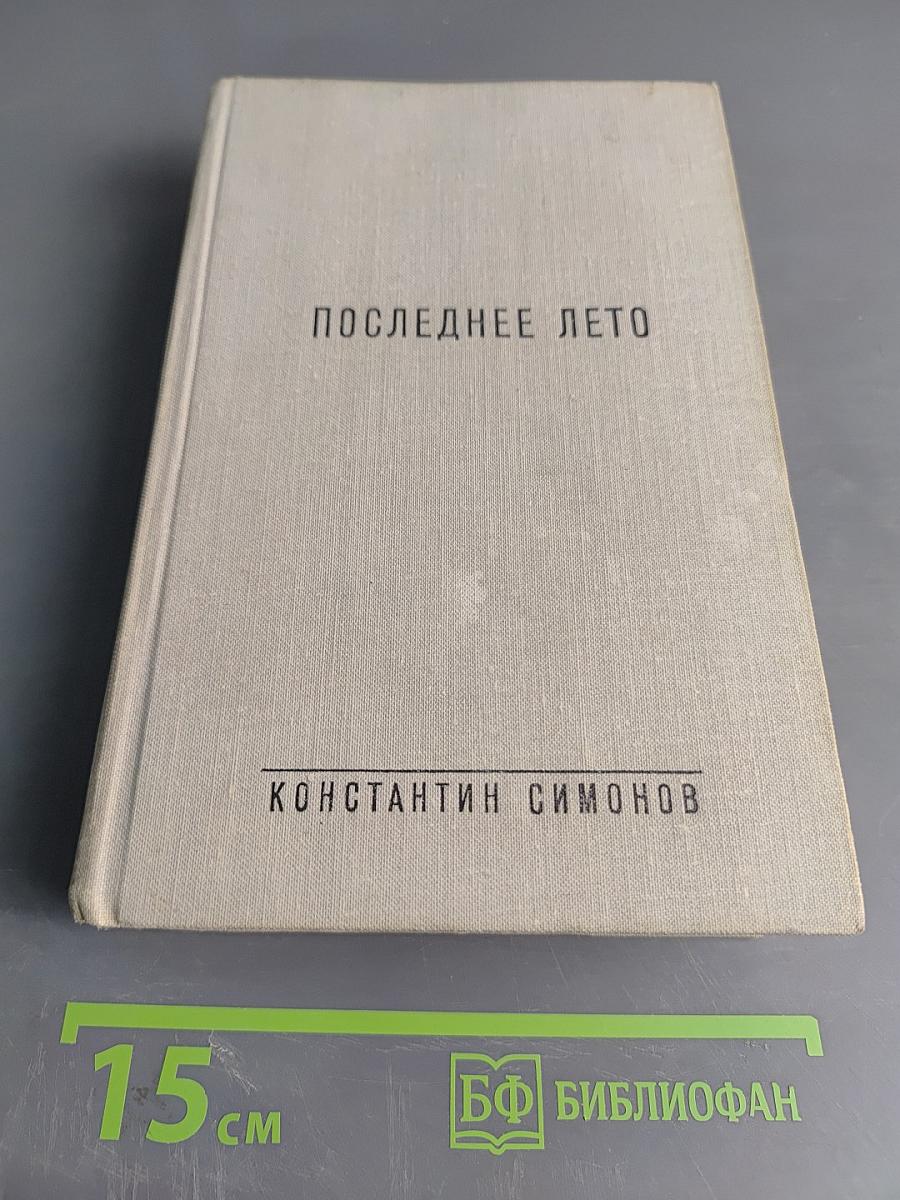 ПОСЛЕДНЕЕ ЛЕТО
КОНСТАНТИН СИМОНОВ
15 см
БФ БИБЛИОФАН